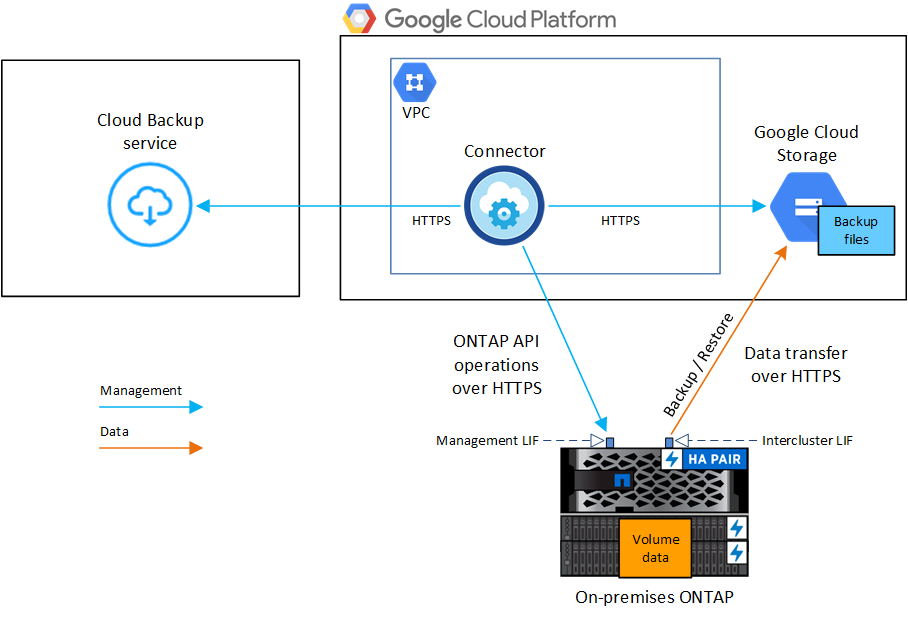 Google Cloud Platform
VPC
Cloud Backup
service
Connector
Google Cloud
Storage
HTTPS
HTTPS
Backup
files
ONTAP API
operations
over HTTPS
Backup / Restore
Data transfer
over HTTPS
Management
Data
Management LIF
Intercluster LIF
HA PAIR
Volume
data
On-premises ONTAP